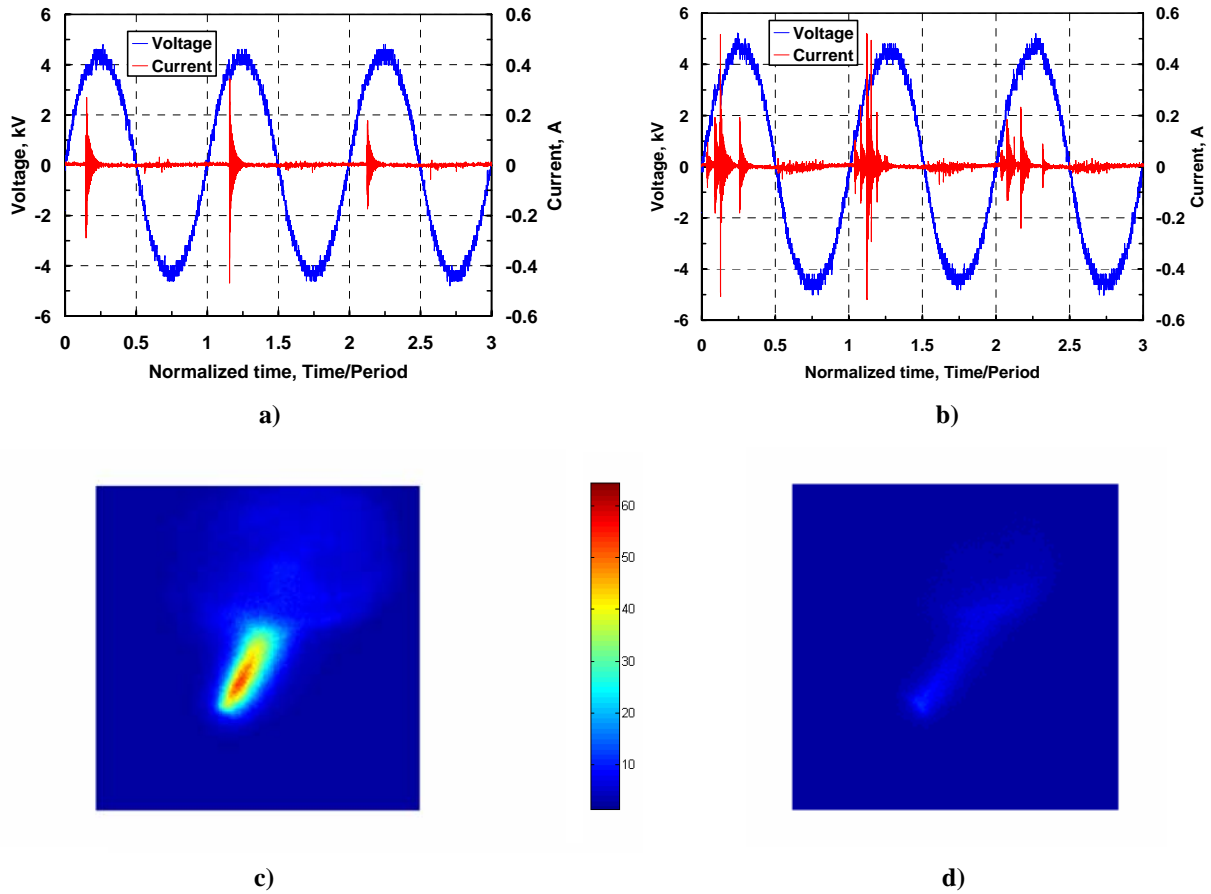 6
4
2
0
-2
-4
-6
Voltage, kV
Voltage
Current
0.6
0.4
0.2
0
-0.2
-0.4
-0.6
Current, A
0 0.5 1 1.5 2 2.5 3
Normalized time, Time/Period
a)
6
4
2
0
-2
-4
-6
Voltage, kV
Voltage
Current
0.6
0.4
0.2
0
-0.2
-0.4
-0.6
Current, A
0 0.5 1 1.5 2 2.5 3
Normalized time, Time/Period
b)
60
50
40
30
20
10
c)
d)